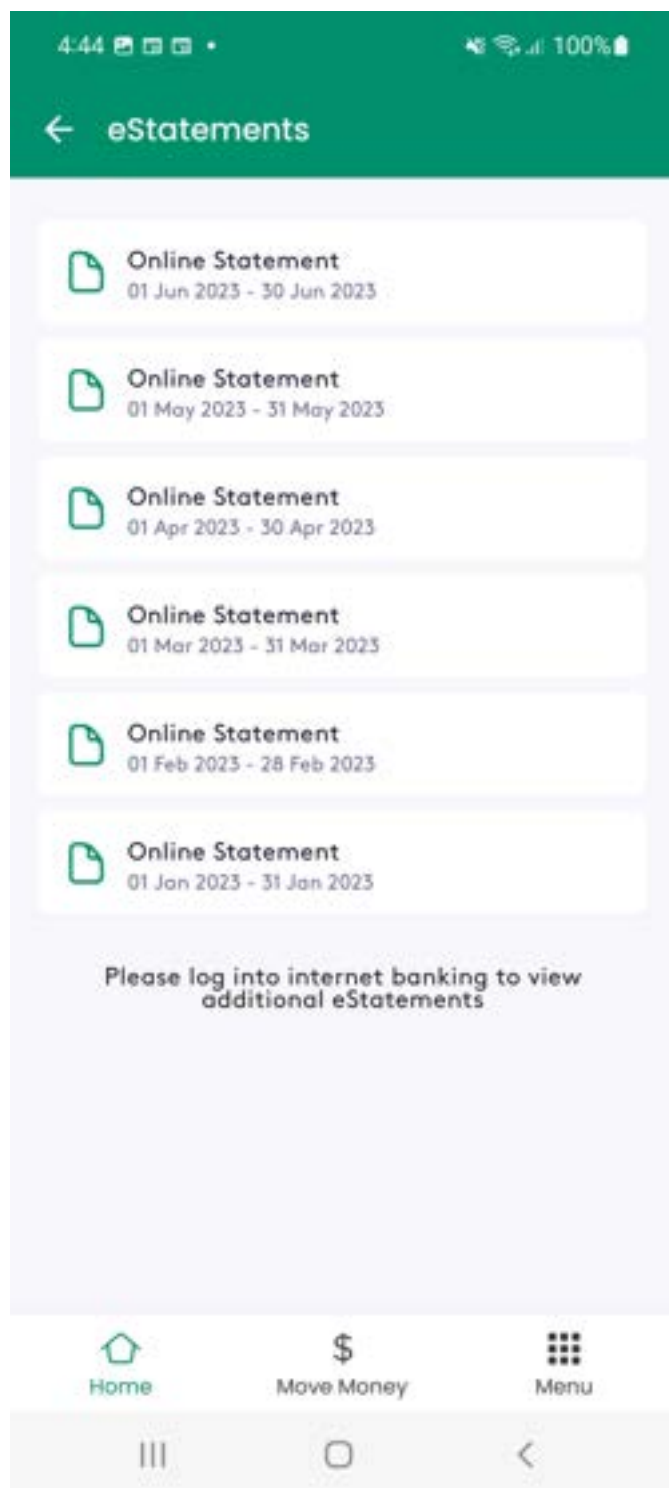 4:44 100%
eStatements
Online Statement
01 Jun 2023 - 30 Jun 2023
Online Statement
01 May 2023 - 31 May 2023
Online Statement
01 Apr 2023 - 30 Apr 2023
Online Statement
01 Mar 2023 - 31 Mar 2023
Online Statement
01 Feb 2023 - 28 Feb 2023
Online Statement
01 Jan 2023 - 31 Jan 2023
Please log into internet banking to view
additional eStatements
$
Home Move Money Menu